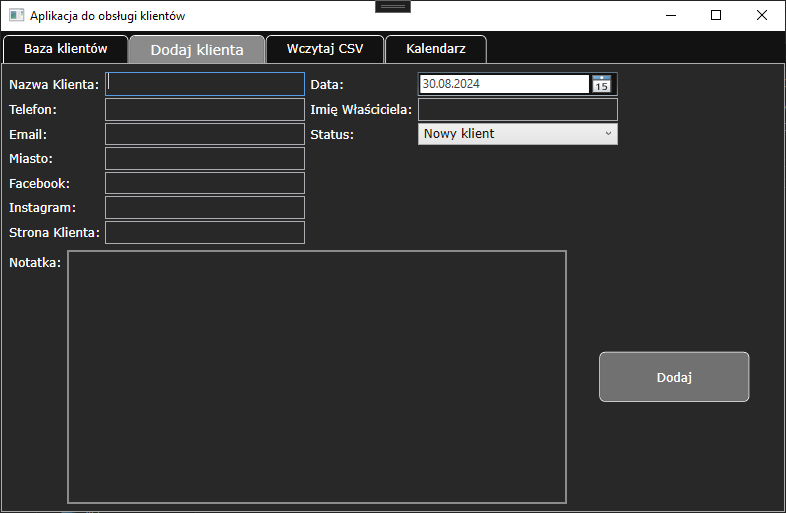 Aplikacja do obsługi klientów
Baza klientów Dodaj klienta Wczytaj CSV Kalendarz
Nazwa Klienta: Data: 30.08.2024 15
Telefon: Imię Właściciela:
Email: Status: Nowy klient
Miasto:
Facebook:
Instagram:
Strona Klienta:
Notatka:
Dodaj